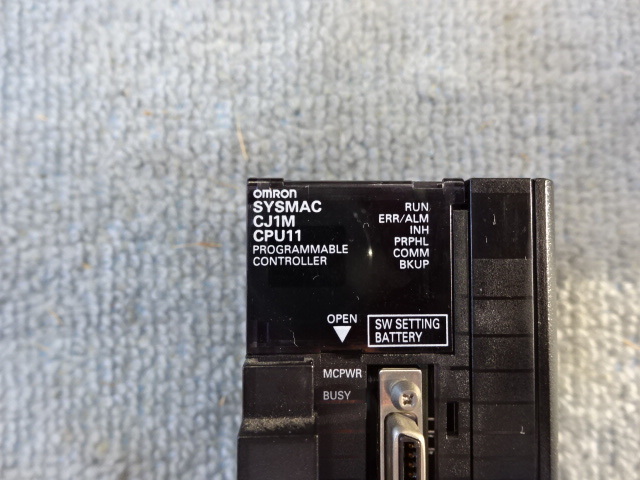 omron
SYSMAC
CJ1M
CPU11
PROGRAMMABLE
CONTROLLER
RUN
ERR/ALM
INH
PRPHL
COMM
BKUP
OPEN
SW SETTING
BATTERY
MCPWR
BUSY